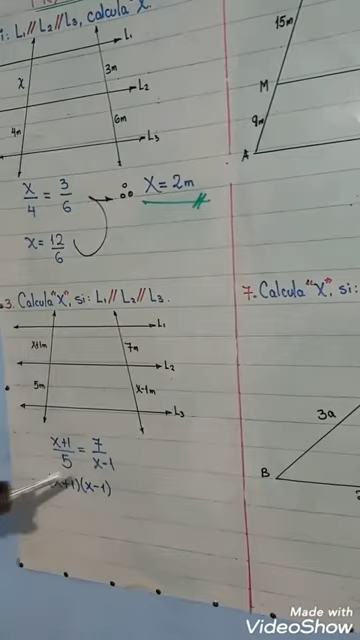 i: L₁ // L₂ // L₃, calcula "x".
L₁
x
3m
L₂
4m
6m
L₃
x/4 = 3/6
∴ X = 2m
x = 12/6
15m
M
9m
A
3. Calcula "X", si: L₁ // L₂ // L₃.
L₁
x+1m
7m
L₂
5m
x-1m
L₃
x+1/5 = 7/x-1
x+1)(x-1)
7. Calcula "X", si:
3a
B
Made with
VideoShow